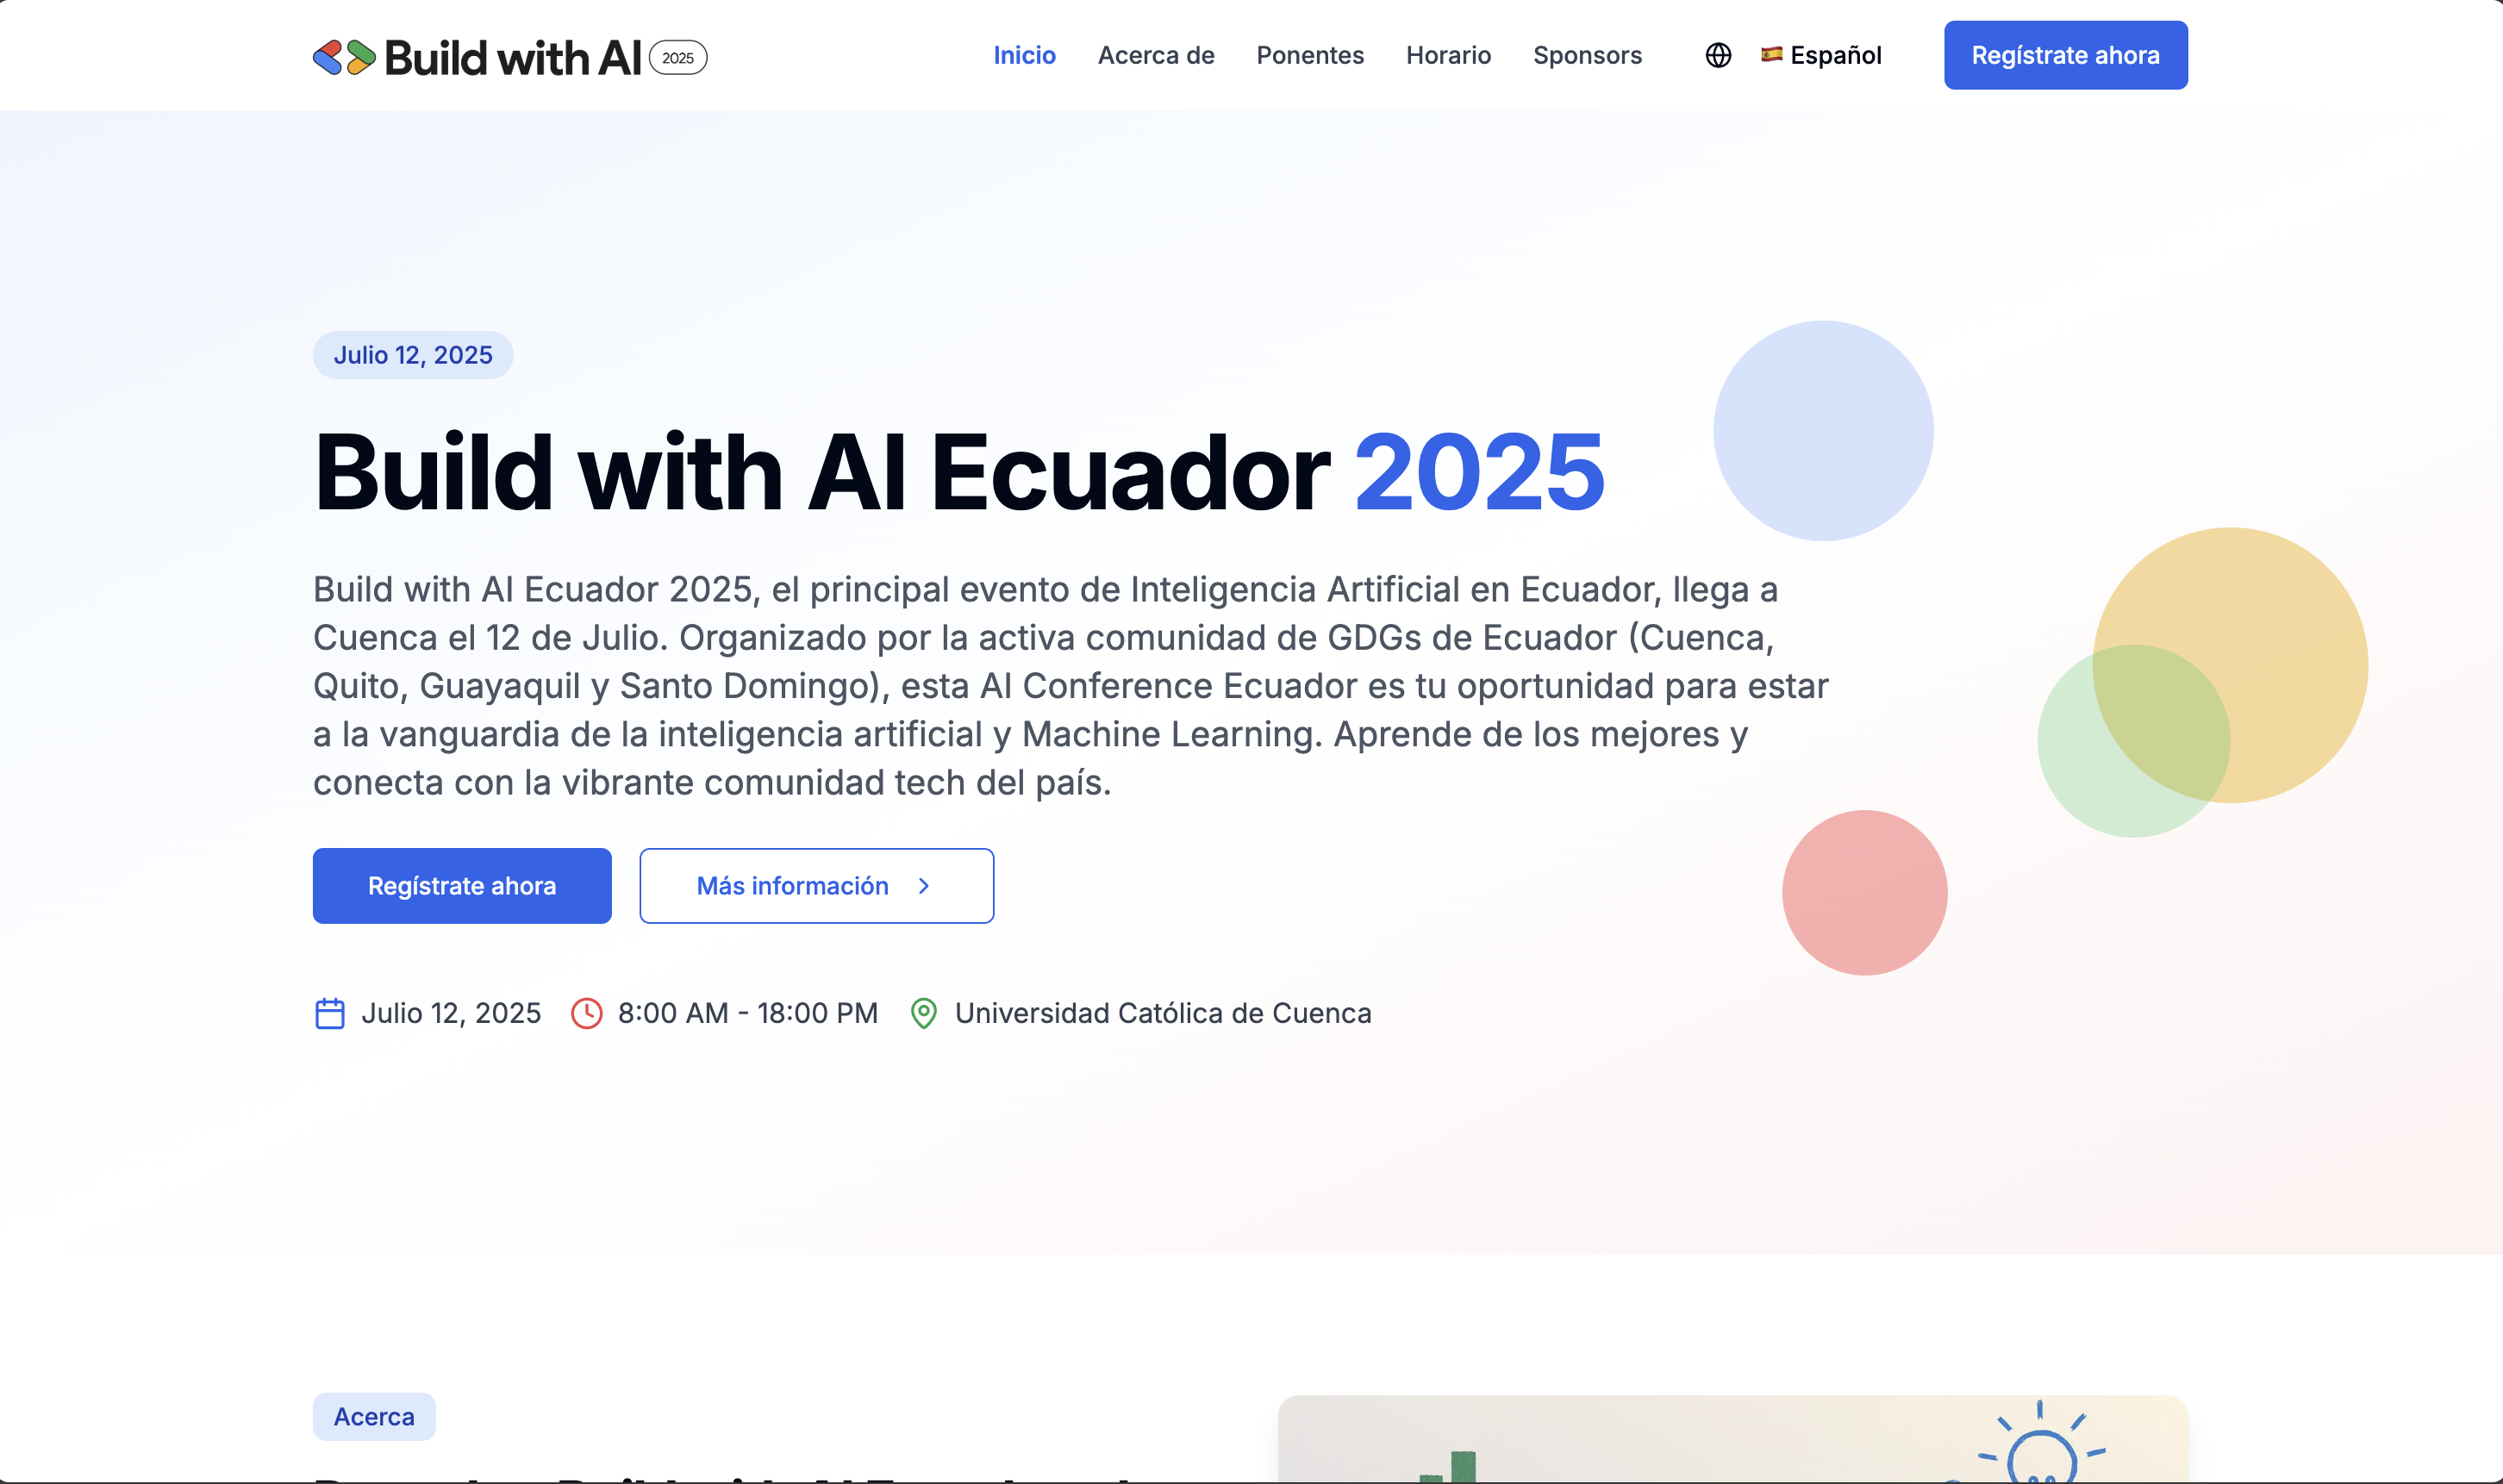 Build with AI 2025
Inicio Acerca de Ponentes Horario Sponsors 🇪🇸 Español Regístrate ahora
Julio 12, 2025
Build with AI Ecuador 2025
Build with AI Ecuador 2025, el principal evento de Inteligencia Artificial en Ecuador, llega a
Cuenca el 12 de Julio. Organizado por la activa comunidad de GDGs de Ecuador (Cuenca,
Quito, Guayaquil y Santo Domingo), esta AI Conference Ecuador es tu oportunidad para estar
a la vanguardia de la inteligencia artificial y Machine Learning. Aprende de los mejores y
conecta con la vibrante comunidad tech del país.
Regístrate ahora Más información
Julio 12, 2025 8:00 AM - 18:00 PM Universidad Católica de Cuenca
Acerca